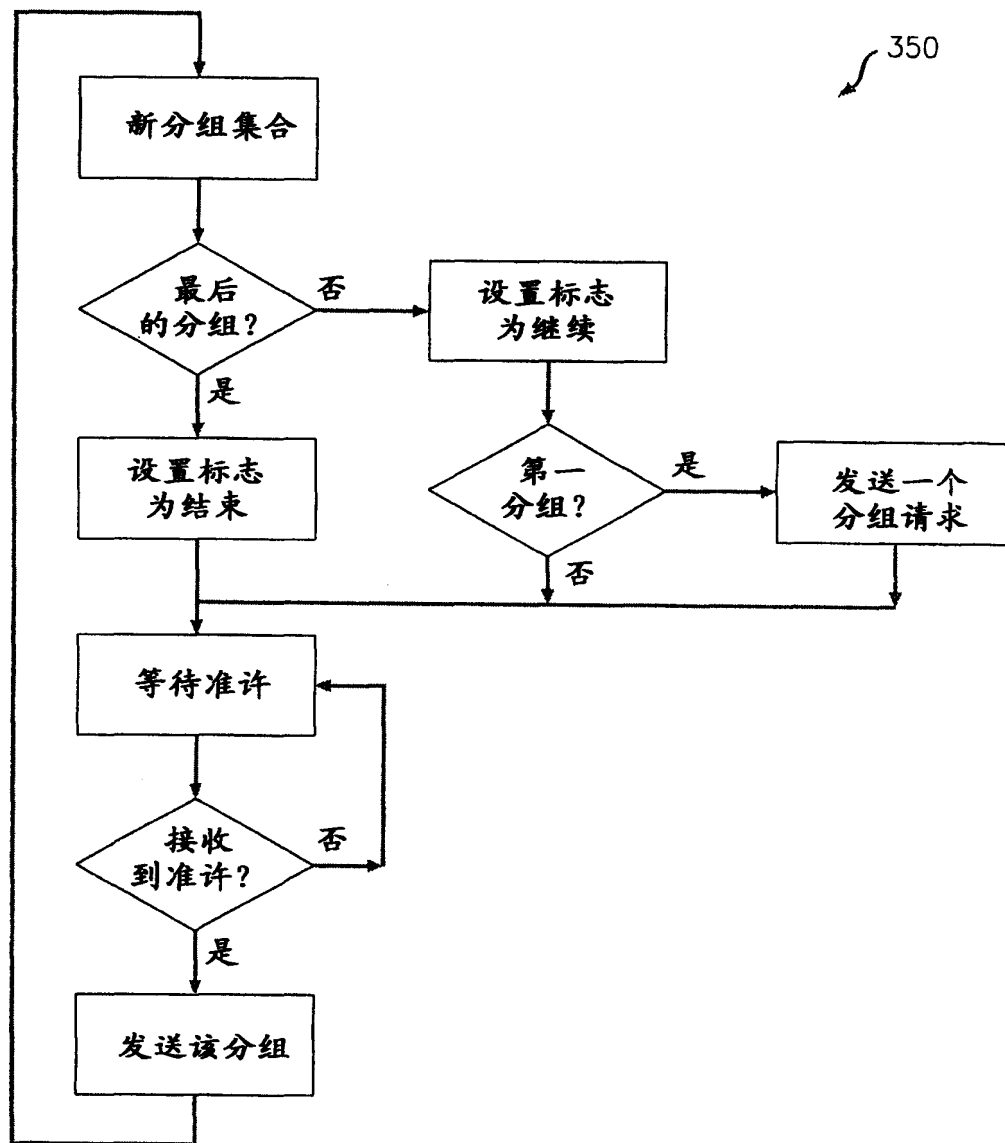 350
新分组集合
最后
的分组?
否
设置标志
为继续
是
设置标志
为结束
第一
分组?
是
发送一个
分组请求
否
等待准许
接收
到准许?
否
是
发送该分组